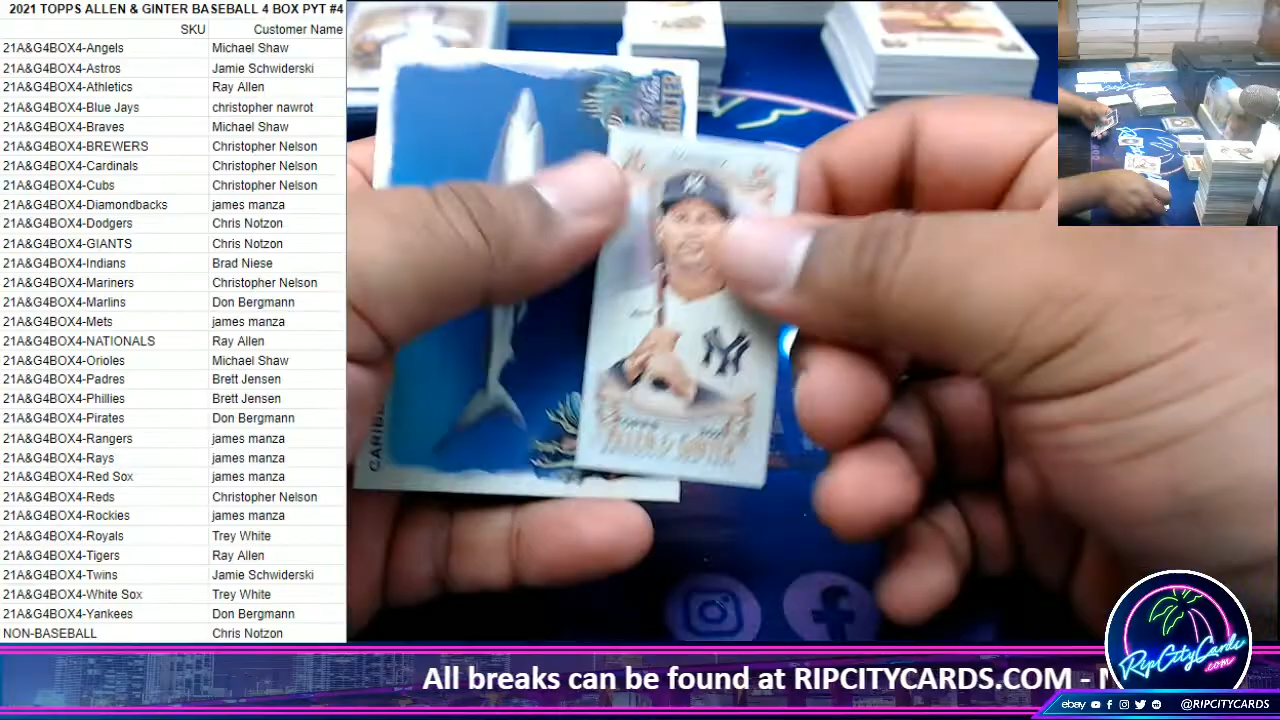 2021 TOPPS ALLEN & GINTER BASEBALL 4 BOX PYT #4
SKU Customer Name
21A&G4BOX4-Angels Michael Shaw
21A&G4BOX4-Astros Jamie Schwiderski
21A&G4BOX4-Athletics Ray Allen
21A&G4BOX4-Blue Jays christopher nawrot
21A&G4BOX4-Braves Michael Shaw
21A&G4BOX4-BREWERS Christopher Nelson
21A&G4BOX4-Cardinals Christopher Nelson
21A&G4BOX4-Cubs Christopher Nelson
21A&G4BOX4-Diamondbacks james manza
21A&G4BOX4-Dodgers Chris Notzon
21A&G4BOX4-GIANTS Chris Notzon
21A&G4BOX4-Indians Brad Niese
21A&G4BOX4-Mariners Christopher Nelson
21A&G4BOX4-Marlins Don Bergmann
21A&G4BOX4-Mets james manza
21A&G4BOX4-NATIONALS Ray Allen
21A&G4BOX4-Orioles Michael Shaw
21A&G4BOX4-Padres Brett Jensen
21A&G4BOX4-Phillies Brett Jensen
21A&G4BOX4-Pirates Don Bergmann
21A&G4BOX4-Rangers james manza
21A&G4BOX4-Rays james manza
21A&G4BOX4-Red Sox james manza
21A&G4BOX4-Reds Christopher Nelson
21A&G4BOX4-Rockies james manza
21A&G4BOX4-Royals Trey White
21A&G4BOX4-Tigers Ray Allen
21A&G4BOX4-Twins Jamie Schwiderski
21A&G4BOX4-White Sox Trey White
21A&G4BOX4-Yankees Don Bergmann
NON-BASEBALL Chris Notzon
CARIB
NY
NY
All breaks can be found at RIPCITYCARDS.COM -
RipCityCards
.com
ebay @RIPCITYCARDS